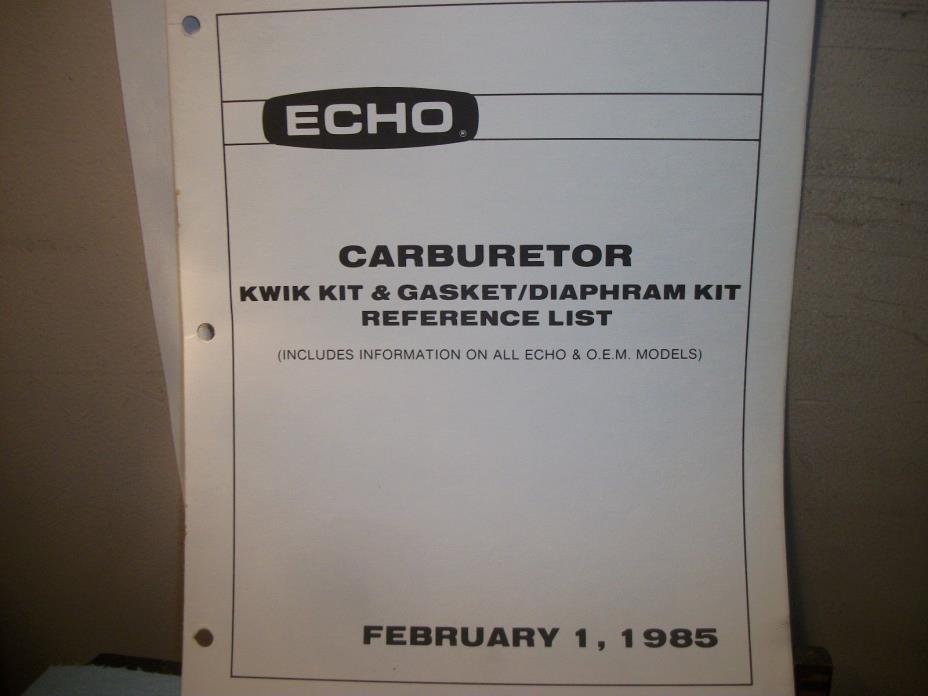 ECHO®
CARBURETOR
KWIK KIT & GASKET/DIAPHRAM KIT
REFERENCE LIST
(INCLUDES INFORMATION ON ALL ECHO & O.E.M. MODELS)
FEBRUARY 1, 1985